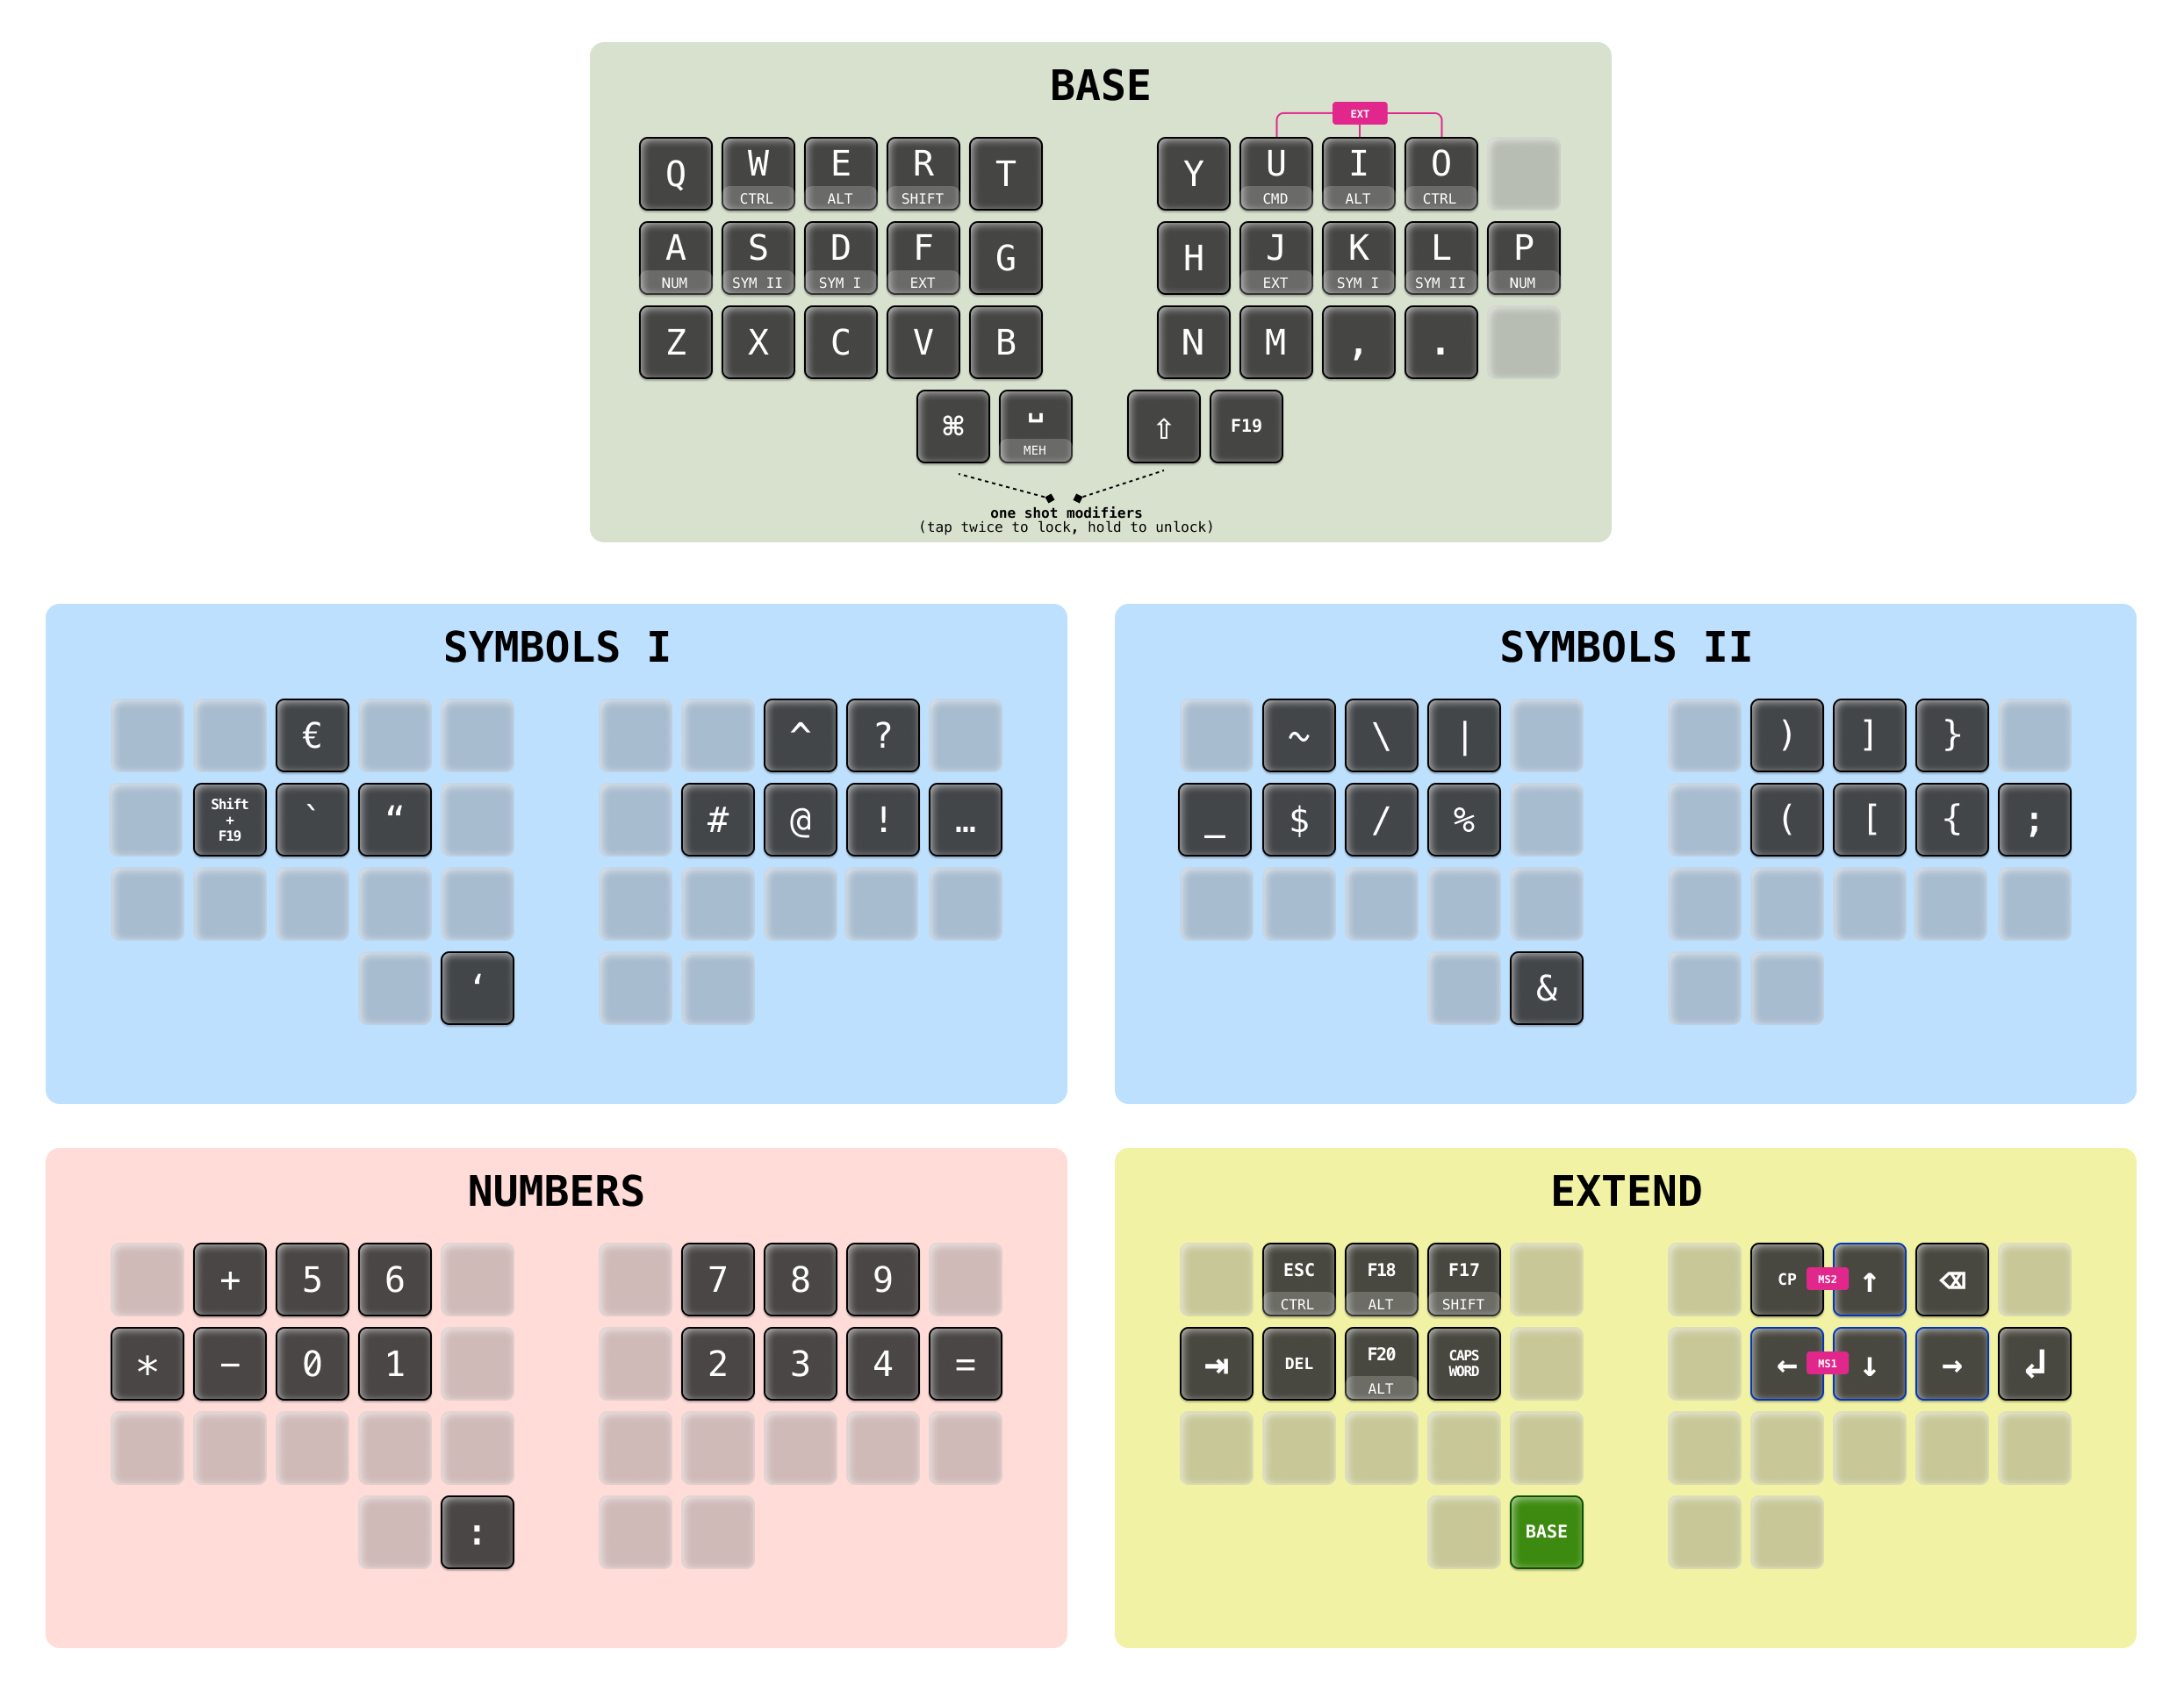 BASE
EXT
Q W E R T Y U I O
CTRL ALT SHIFT CMD ALT CTRL
A S D F G H J K L P
NUM SYM II SYM I EXT EXT SYM I SYM II NUM
Z X C V B N M , .
⌘ ␣ ⇧ F19
MEH
one shot modifiers
(tap twice to lock, hold to unlock)
SYMBOLS I
€ ^ ?
Shift
+
F19
` “ # @ ! …
‘
SYMBOLS II
~ \ | ) ] }
_ $ / % ( [ { ;
&
NUMBERS
+ 5 6 7 8 9
* − 0 1 2 3 4 =
:
EXTEND
ESC F18 F17 CP MS2 ↑ ⌫
CTRL ALT SHIFT
⇥ DEL F20 CAPS WORD ← MS1 ↓ → ↲
ALT
BASE